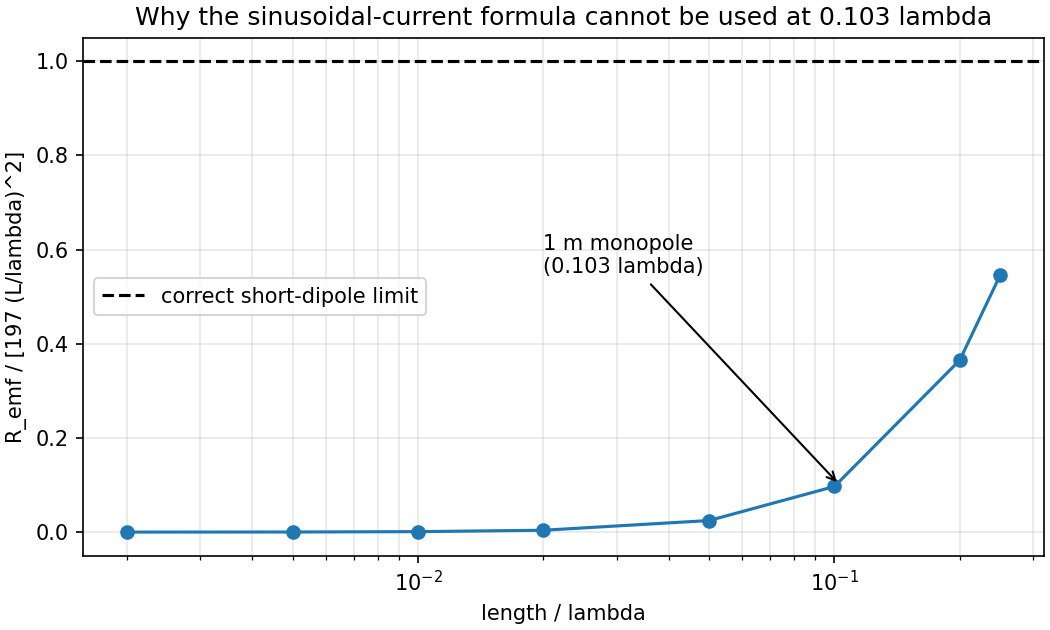 Why the sinusoidal-current formula cannot be used at 0.103 lambda
R_emf / [197 (L/lambda)^2]
1.0
0.8
0.6
0.4
0.2
0.0
1 m monopole
(0.103 lambda)
correct short-dipole limit
10⁻²
10⁻¹
length / lambda